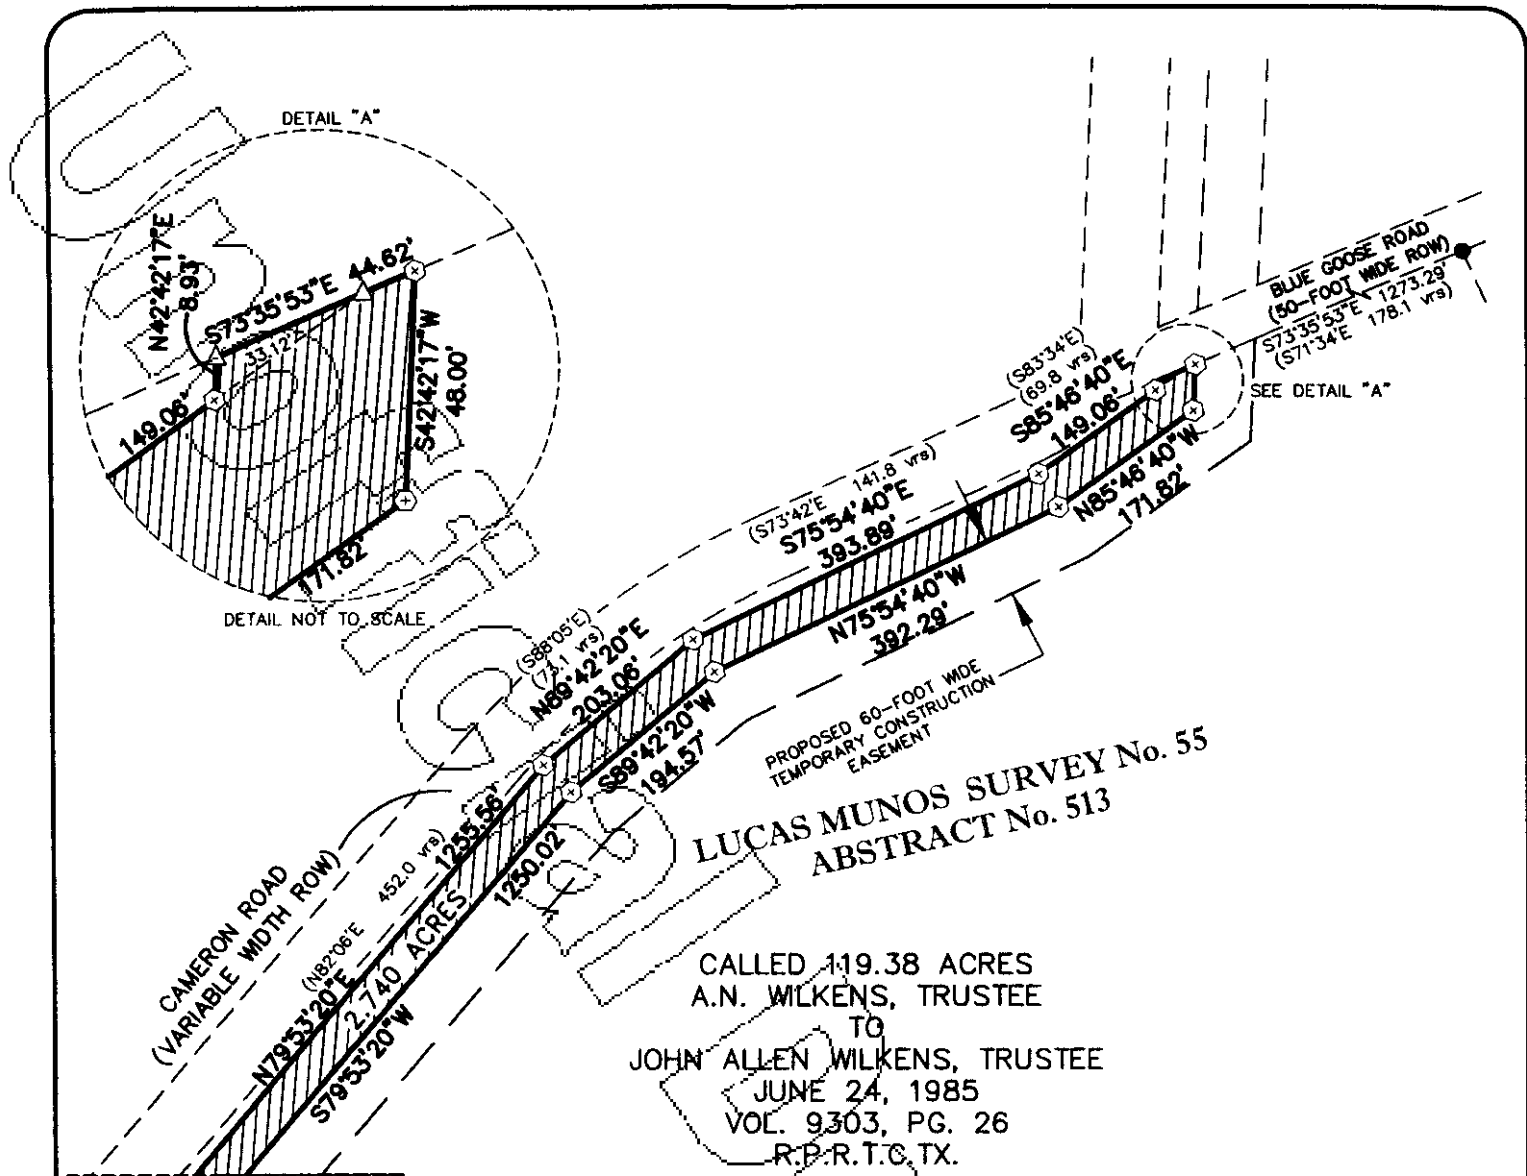 DETAIL "A"
N42°42'17"E
8.93'
S73°35'53"E 44.62'
33.12'
149.06'
S42°42'17"W
48.00'
171.82'
DETAIL NOT TO SCALE
BLUE GOOSE ROAD
(50-FOOT WIDE ROW)
S73°35'53"E 1273.29'
(S71°34'E 178.1 vrs)
SEE DETAIL "A"
(S83°34'E)
(69.8 vrs)
S85°46'40"E
149.06'
N85°46'40"W
171.82'
(S73°42'E 141.8 vrs)
S75°54'40"E
393.89'
N75°54'40"W
392.29'
(S88°05'E)
(73.1 vrs)
N89°42'20"E
203.06'
S89°42'20"W
194.57'
PROPOSED 60-FOOT WIDE
TEMPORARY CONSTRUCTION
EASEMENT
LUCAS MUNOS SURVEY No. 55
ABSTRACT No. 513
CAMERON ROAD
(VARIABLE WIDTH ROW)
(N82°06'E 452.0 vrs)
N79°53'20"E 1255.56'
2.740 ACRES
S79°53'20"W 1250.02'
CALLED 119.38 ACRES
A.N. WILKENS, TRUSTEE
TO
JOHN ALLEN WILKENS, TRUSTEE
JUNE 24, 1985
VOL. 9303, PG. 26
R.P.R.T.C.TX.